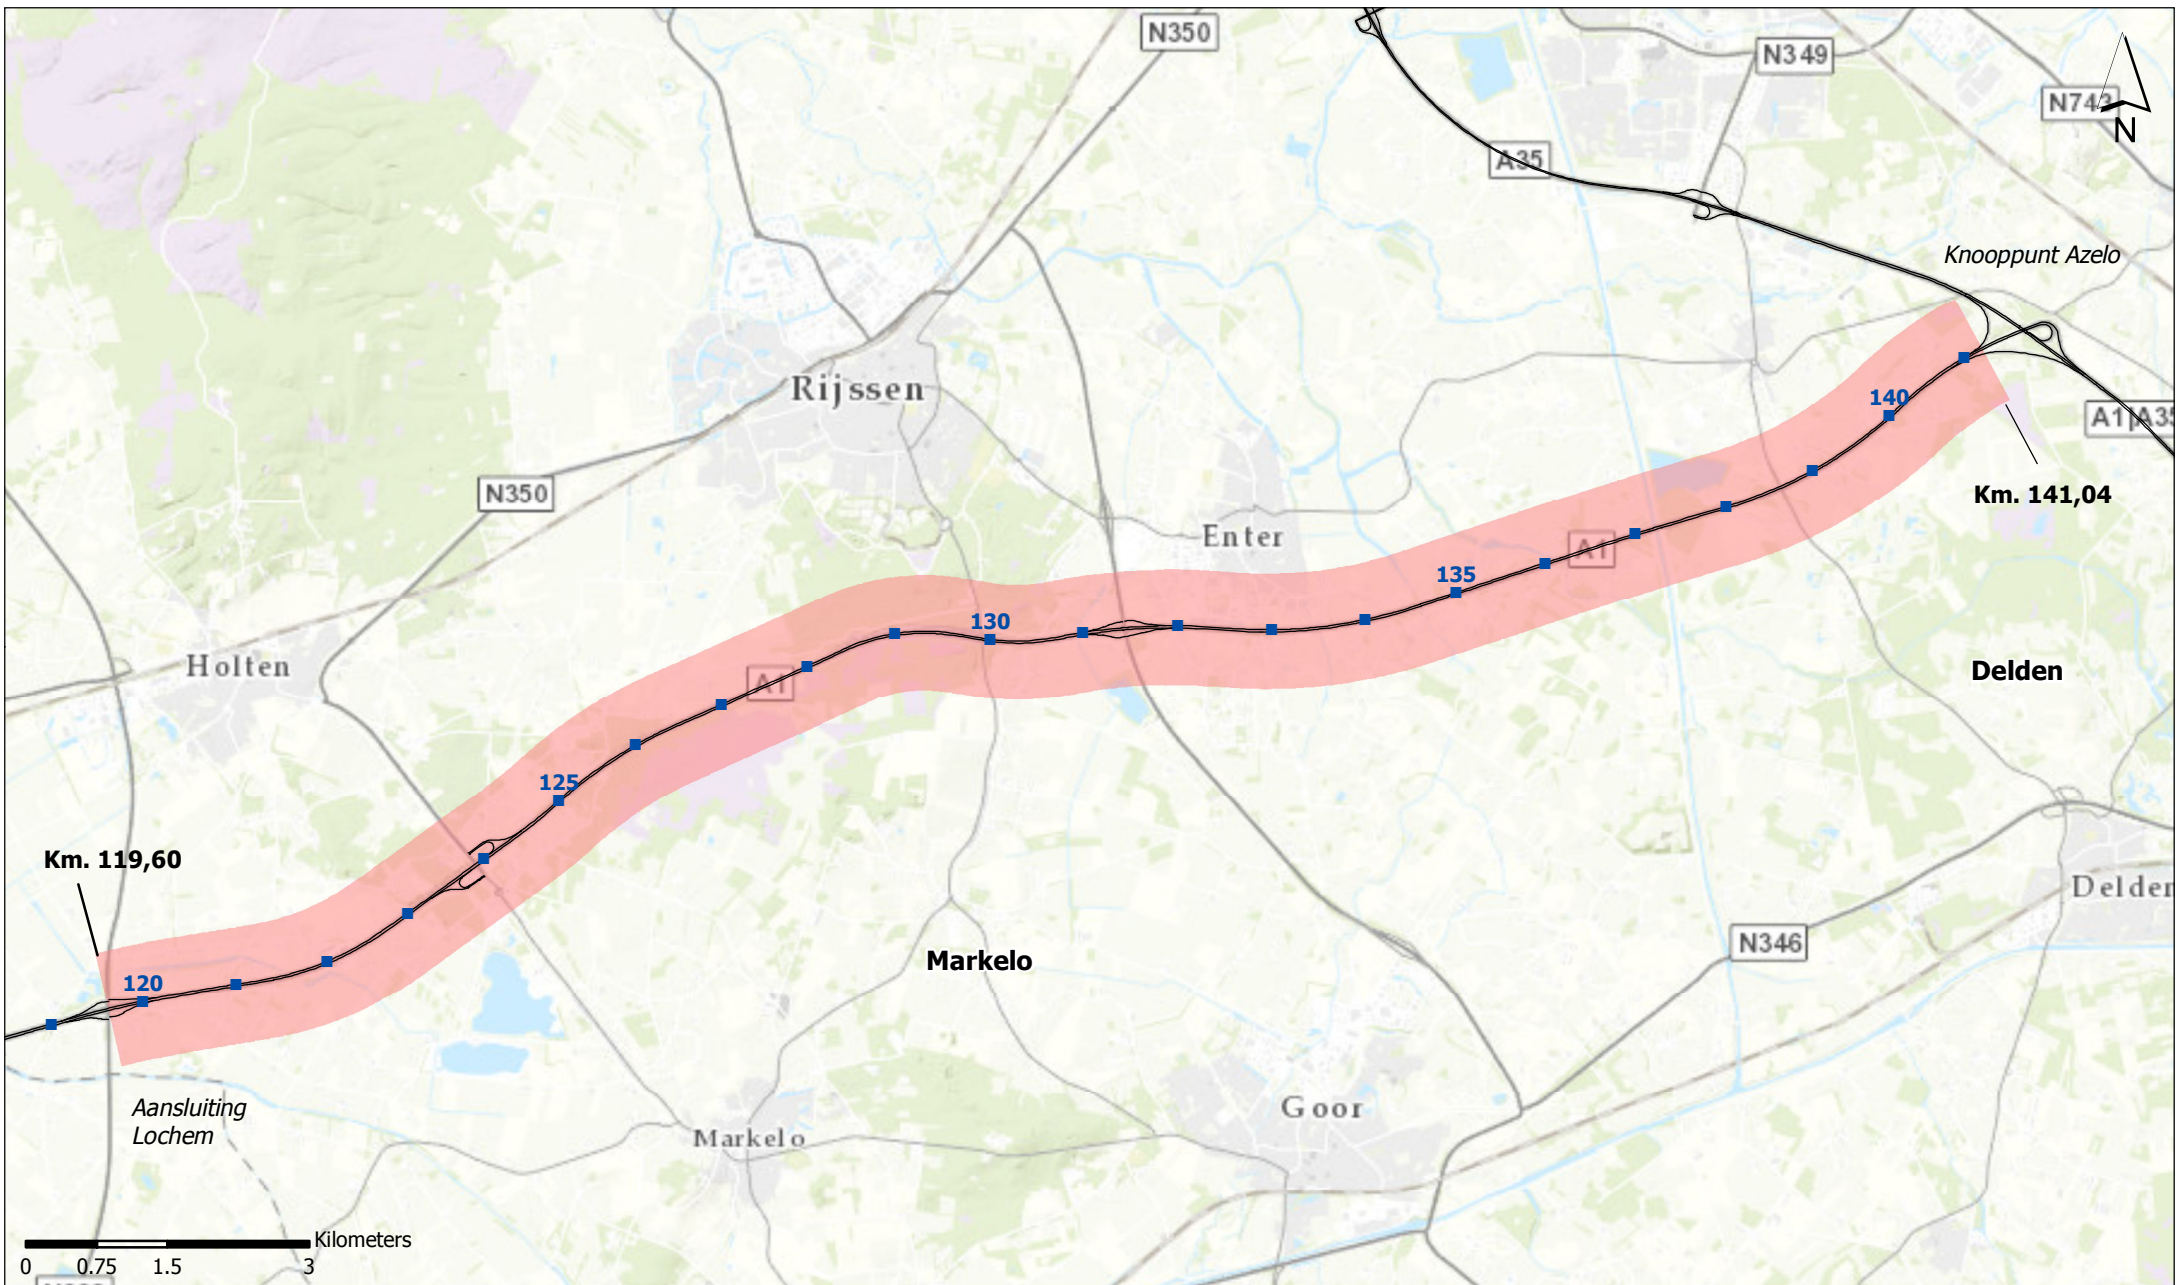 N350
N349
N743
N
A35
Knooppunt Azelo
Rijssen
140
A1|A35
N350
Km. 141,04
Enter
A1
135
130
Holten
A1
Delden
125
Km. 119,60
Delden
N346
Markelo
120
Aansluiting
Lochem
Goor
Markelo
Kilometers
0 0.75 1.5 3